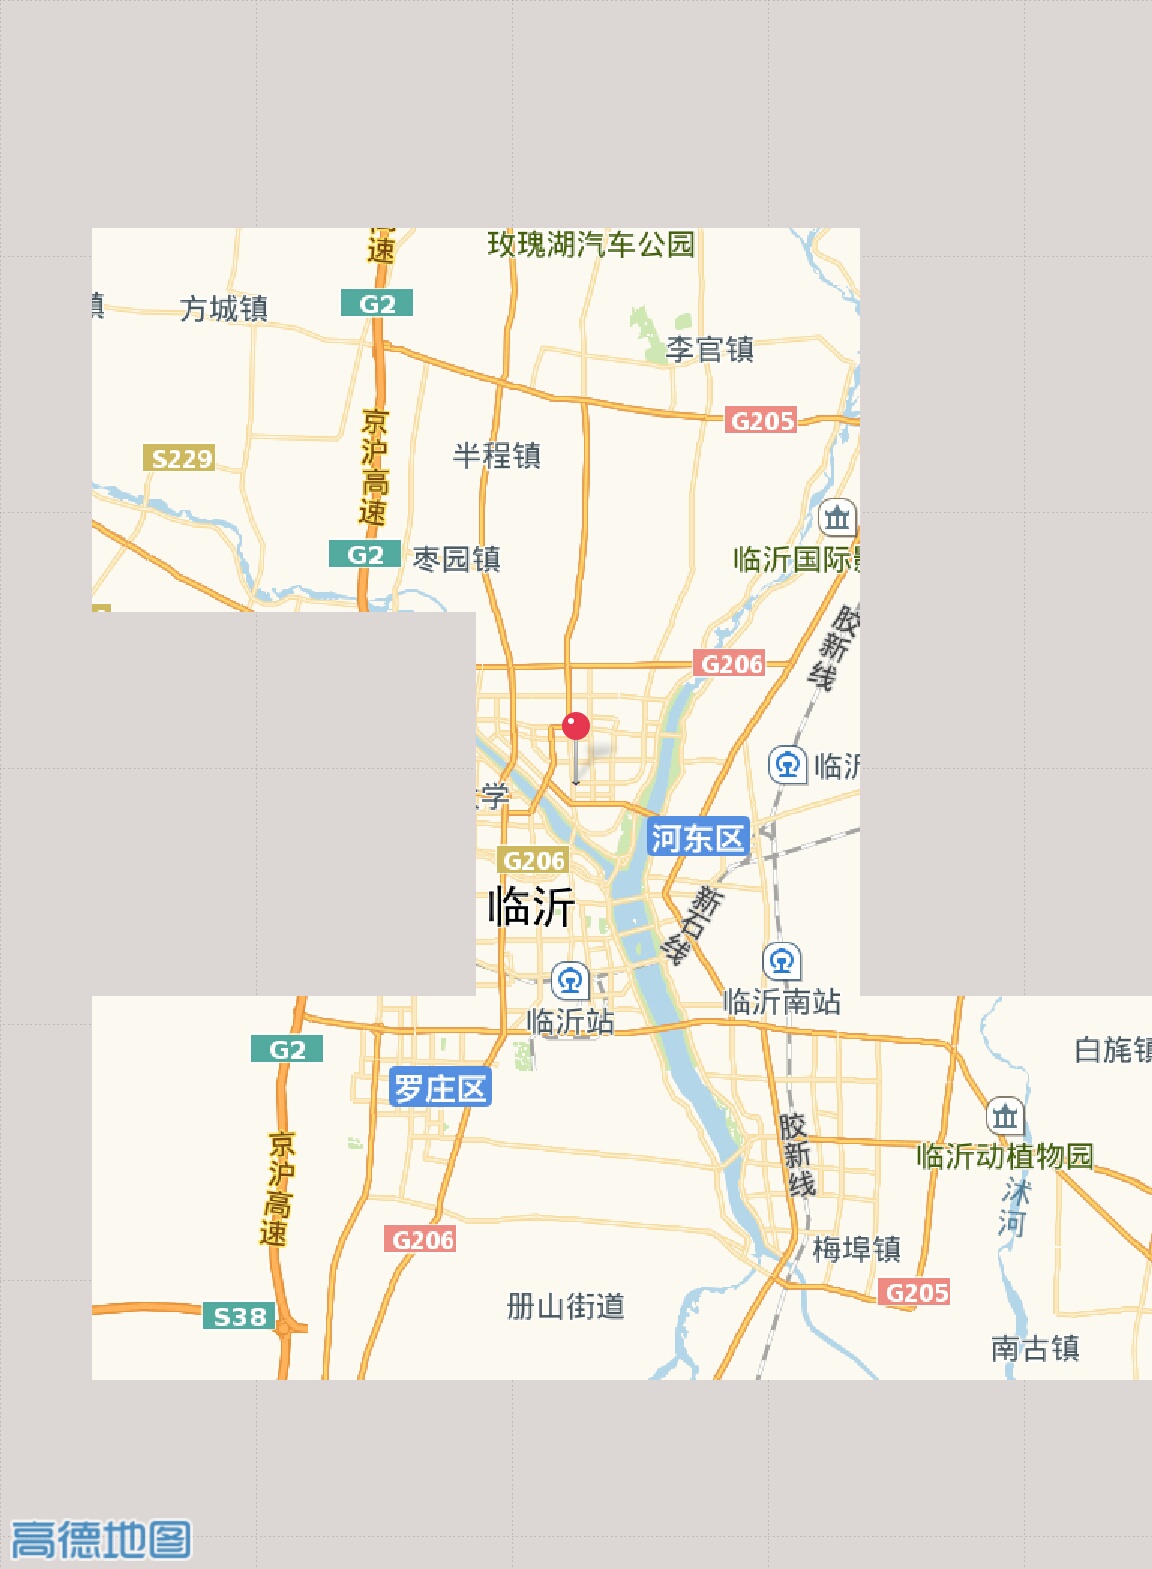 玫瑰湖汽车公园
速
镇
方城镇
G2
李官镇
京沪高速
G205
S229
半程镇
G2
枣园镇
临沂国际
胶新线
G206
临沂
学
河东区
G206
临沂
新石线
临沂站
临沂南站
G2
白旄镇
罗庄区
京沪高速
胶新线
临沂动植物园
沭河
G206
梅埠镇
G205
册山街道
S38
南古镇
高德地图